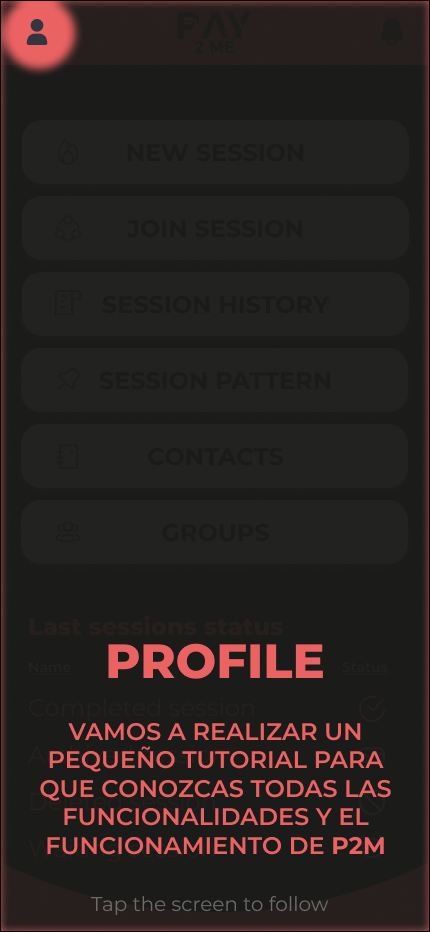 PAY
2 ME
NEW SESSION
JOIN SESSION
SESSION HISTORY
SESSION PATTERN
CONTACTS
GROUPS
Last sessions status
PROFILE
Name
Status
Completed session
VAMOS A REALIZAR UN
PEQUEÑO TUTORIAL PARA
QUE CONOZCAS TODAS LAS
FUNCIONALIDADES Y EL
FUNCIONAMIENTO DE P2M
Tap the screen to follow